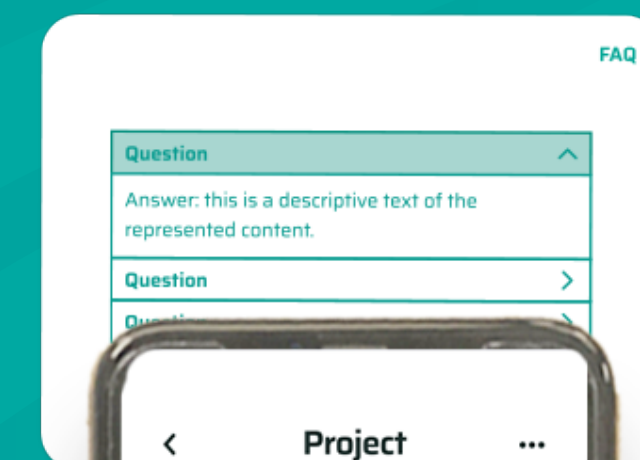 FAQ
Question
Answer: this is a descriptive text of the
represented content.
Question
Project